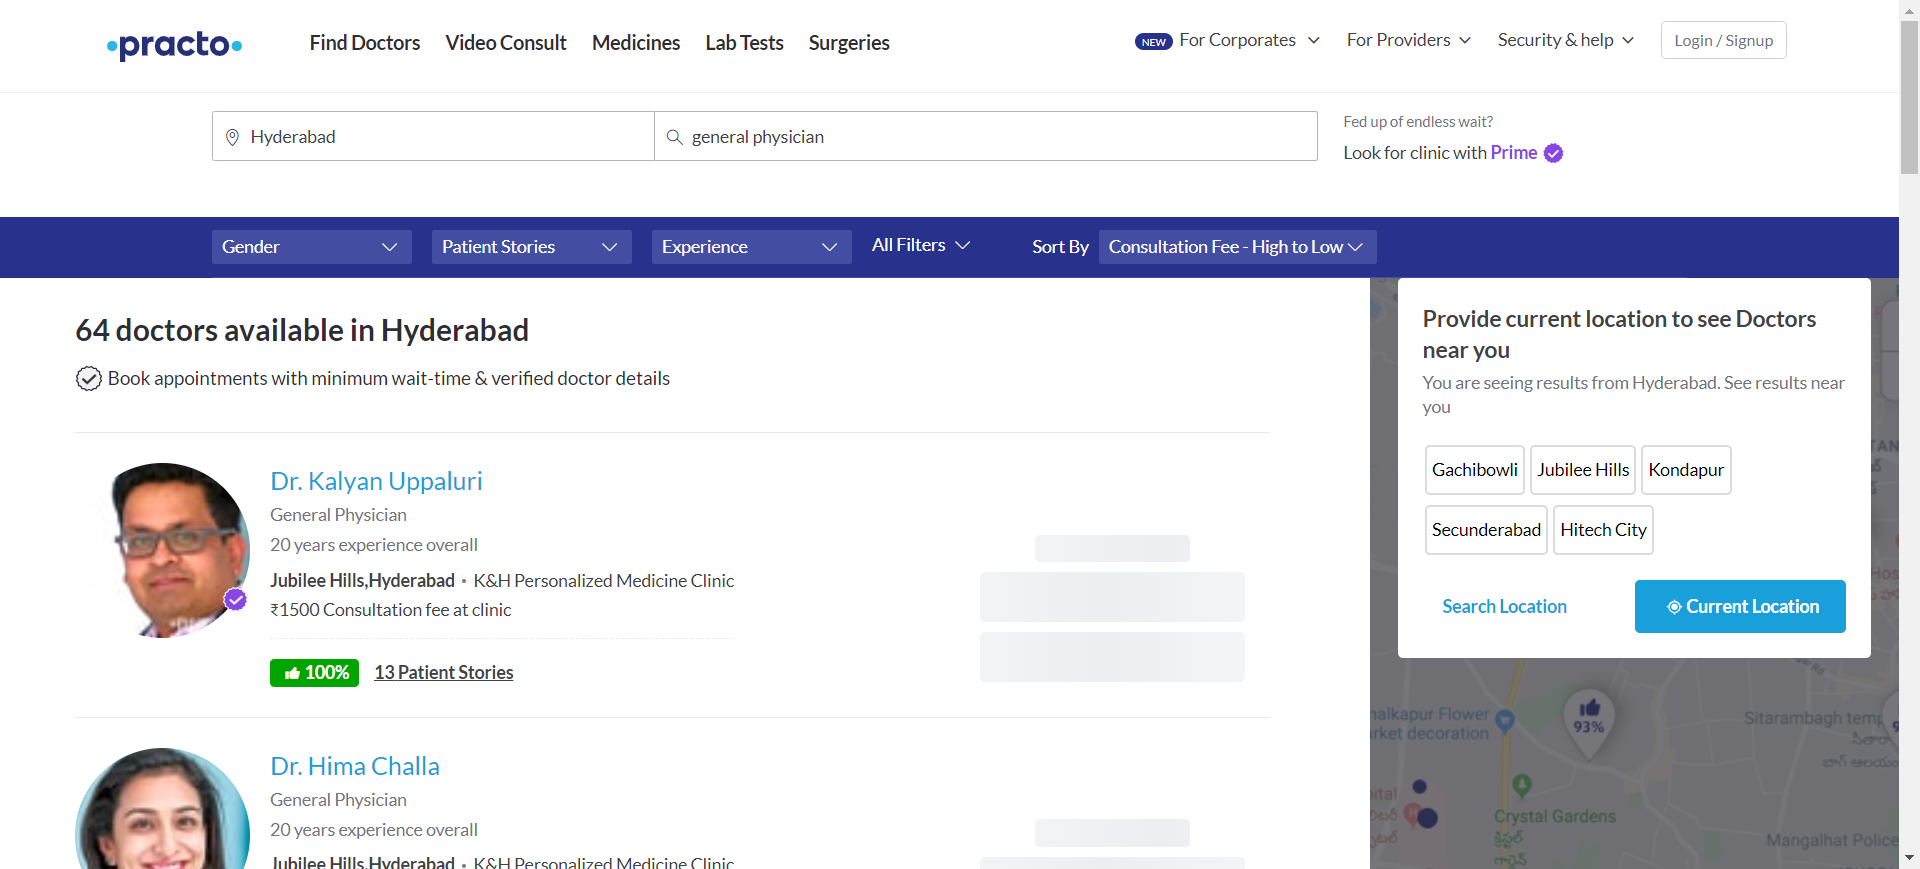 practo
Find Doctors
Video Consult
Medicines
Lab Tests
Surgeries
NEW For Corporates
For Providers
Security & help
Login / Signup
Hyderabad
general physician
Fed up of endless wait?
Look for clinic with Prime
Gender
Patient Stories
Experience
All Filters
Sort By
Consultation Fee - High to Low
64 doctors available in Hyderabad
Book appointments with minimum wait-time & verified doctor details
Dr. Kalyan Uppaluri
General Physician
20 years experience overall
Jubilee Hills,Hyderabad • K&H Personalized Medicine Clinic
₹1500 Consultation fee at clinic
100% 13 Patient Stories
Dr. Hima Challa
General Physician
20 years experience overall
Jubilee Hills,Hyderabad • K&H Personalized Medicine Clinic
Provide current location to see Doctors
near you
You are seeing results from Hyderabad. See results near
you
Gachibowli
Jubilee Hills
Kondapur
Secunderabad
Hitech City
Search Location
Current Location
Rd
nalkapur Flower
rket decoration
93%
Sitarambagh temp
సీతారా
బాగ్ ఆలయం
pital
Crystal Gardens
క్రిస్టల్
గార్డెన్
Mangalhat Police